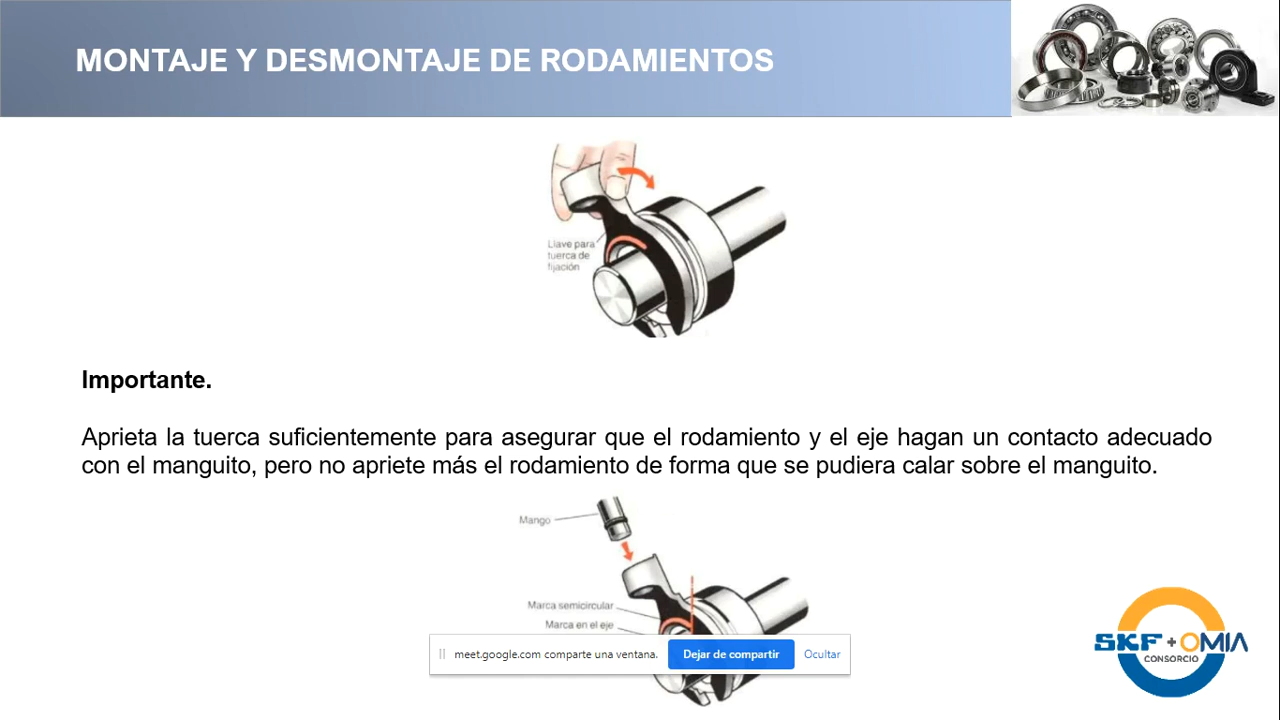 MONTAJE Y DESMONTAJE DE RODAMIENTOS
Llave para
tuerca de
fijación
Importante.
Aprieta la tuerca suficientemente para asegurar que el rodamiento y el eje hagan un contacto adecuado
con el manguito, pero no apriete más el rodamiento de forma que se pudiera calar sobre el manguito.
Mango
Marca semicircular
Marca en el eje
meet.google.com comparte una ventana.
Dejar de compartir
Ocultar
SKF + OMIA
CONSORCIO